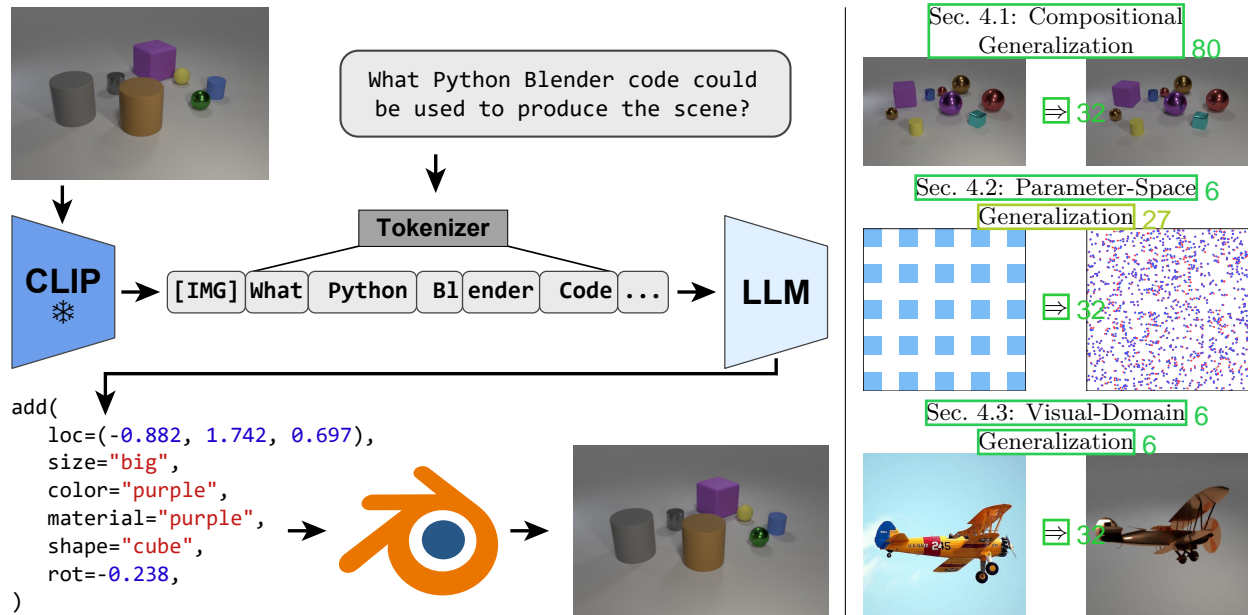 What Python Blender code could
be used to produce the scene?
Tokenizer
CLIP
[IMG] What Python Bl ender Code ...
LLM
add(
loc=(-0.882, 1.742, 0.697),
size="big",
color="purple",
material="purple",
shape="cube",
rot=-0.238,
)
Sec. 4.1: Compositional
Generalization 80
⇒ 32
Sec. 4.2: Parameter-Space 6
Generalization 27
⇒ 32
Sec. 4.3: Visual-Domain 6
Generalization 6
245
⇒ 32